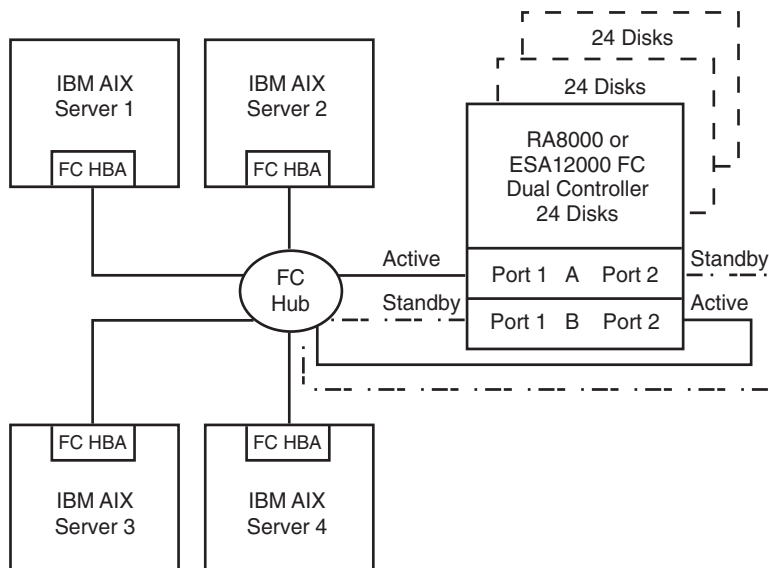 24 Disks
24 Disks
IBM AIX
Server 1
FC HBA
IBM AIX
Server 2
FC HBA
RA8000 or
ESA12000 FC
Dual Controller
24 Disks
FC
Hub
Active
Port 1 A Port 2
Standby
Standby
Port 1 B Port 2
Active
FC HBA
IBM AIX
Server 3
FC HBA
IBM AIX
Server 4